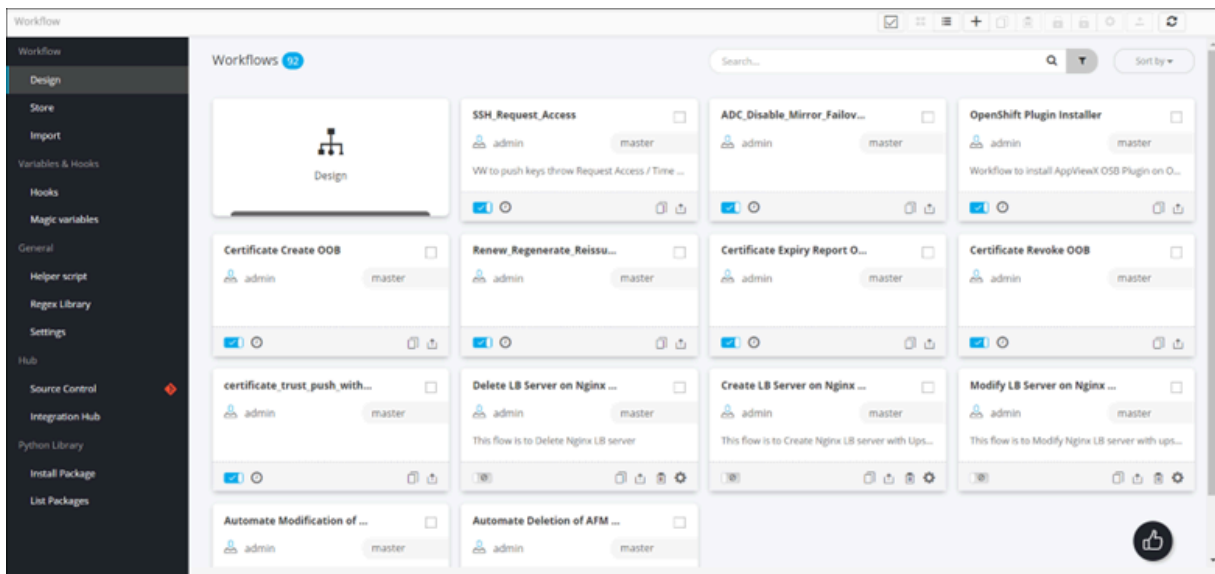 Workflow
Workflow
Design
Store
Import
Variables & Hooks
Hooks
Magic variables
General
Helper script
Regex Library
Settings
Hub
Source Control
Integration Hub
Python Library
Install Package
List Packages
Workflows 92
Search...
Sort by
Design
SSH_Request_Access
admin master
VW to push keys throw Request Access / Time ...
ADC_Disable_Mirror_Failov...
admin master
OpenShift Plugin Installer
admin master
Workflow to install AppViewX OSB Plugin on O...
Certificate Create OOB
admin master
Renew_Regenerate_Reissu...
admin master
Certificate Expiry Report O...
admin master
Certificate Revoke OOB
admin master
certificate_trust_push_with...
admin master
Delete LB Server on Nginx ...
admin master
This flow is to Delete Nginx LB server
Create LB Server on Nginx ...
admin master
This flow is to Create Nginx LB server with Ups...
Modify LB Server on Nginx ...
admin master
This flow is to Modify Nginx LB server with ups...
Automate Modification of ...
admin master
Automate Deletion of AFM ...
admin master